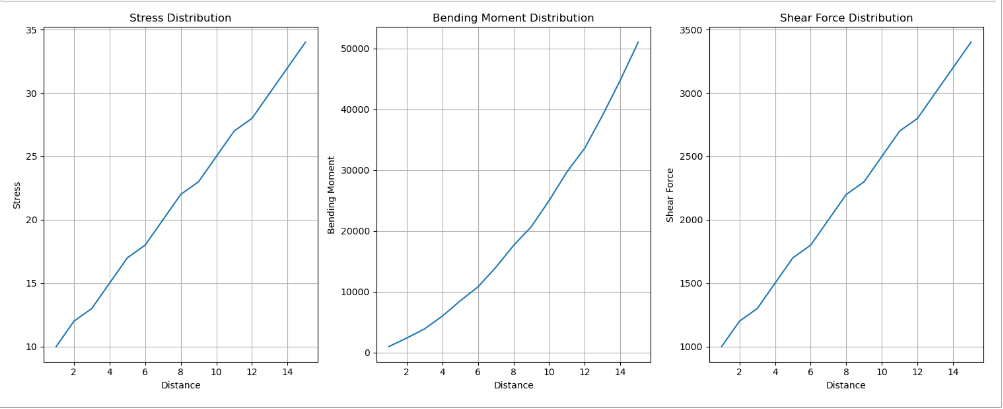 Stress Distribution
35
30
25
20
15
10
Stress
2 4 6 8 10 12 14
Distance
Bending Moment Distribution
50000
40000
30000
20000
10000
0
Bending Moment
2 4 6 8 10 12 14
Distance
Shear Force Distribution
3500
3000
2500
2000
1500
1000
Shear Force
2 4 6 8 10 12 14
Distance